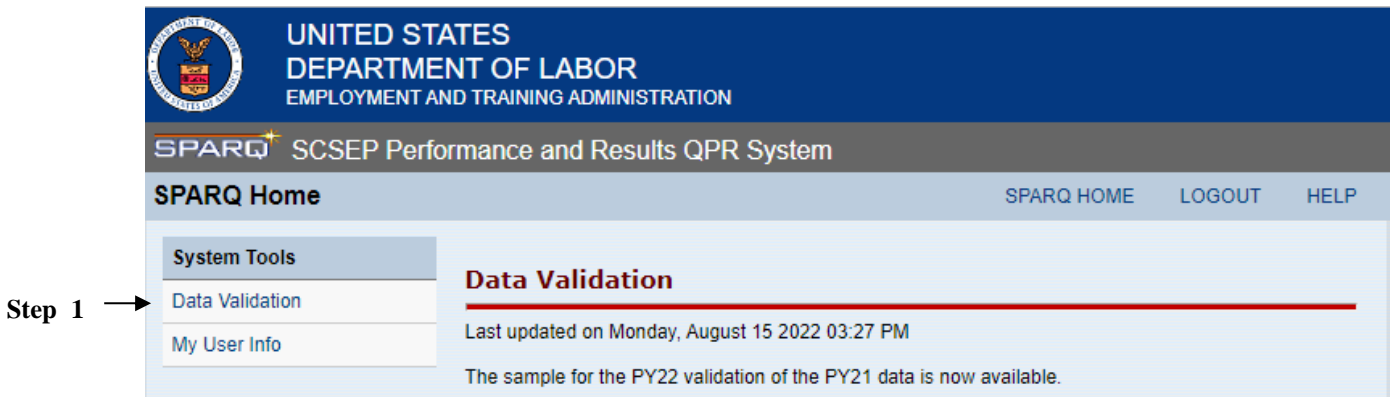 UNITED STATES
DEPARTMENT OF LABOR
EMPLOYMENT AND TRAINING ADMINISTRATION
SPARQ SCSEP Performance and Results QPR System
SPARQ Home SPARQ HOME LOGOUT HELP
System Tools
Data Validation
My User Info
Step 1
Data Validation
Last updated on Monday, August 15 2022 03:27 PM
The sample for the PY22 validation of the PY21 data is now available.